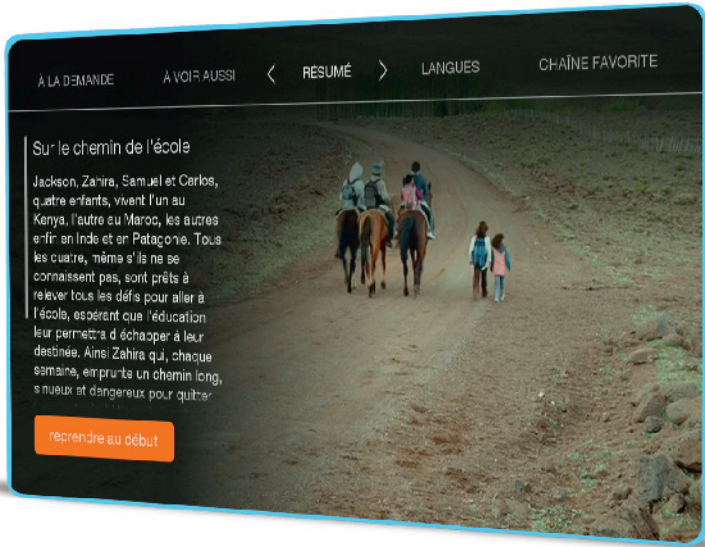 À LA DEMANDE
À VOIR AUSSI
RÉSUMÉ
LANGUES
CHAÎNE FAVORITE
Sur le chemin de l'école
Jackson, Zahira, Samuel et Carlos,
quatre enfants, vivent l'un au
Kenya, l'autre au Maroc, les autres
enfin en Inde et en Patagonie. Tous
les quatre, même s'ils ne se
connaissent pas, sont prêts à
relever tous les défis pour aller à
l'école, espérant que l'éducation
leur permettra d'échapper à leur
destinée. Ainsi Zahira qui, chaque
semaine, emprunte un chemin long,
sinueux et dangereux pour quitter
reprendre au début